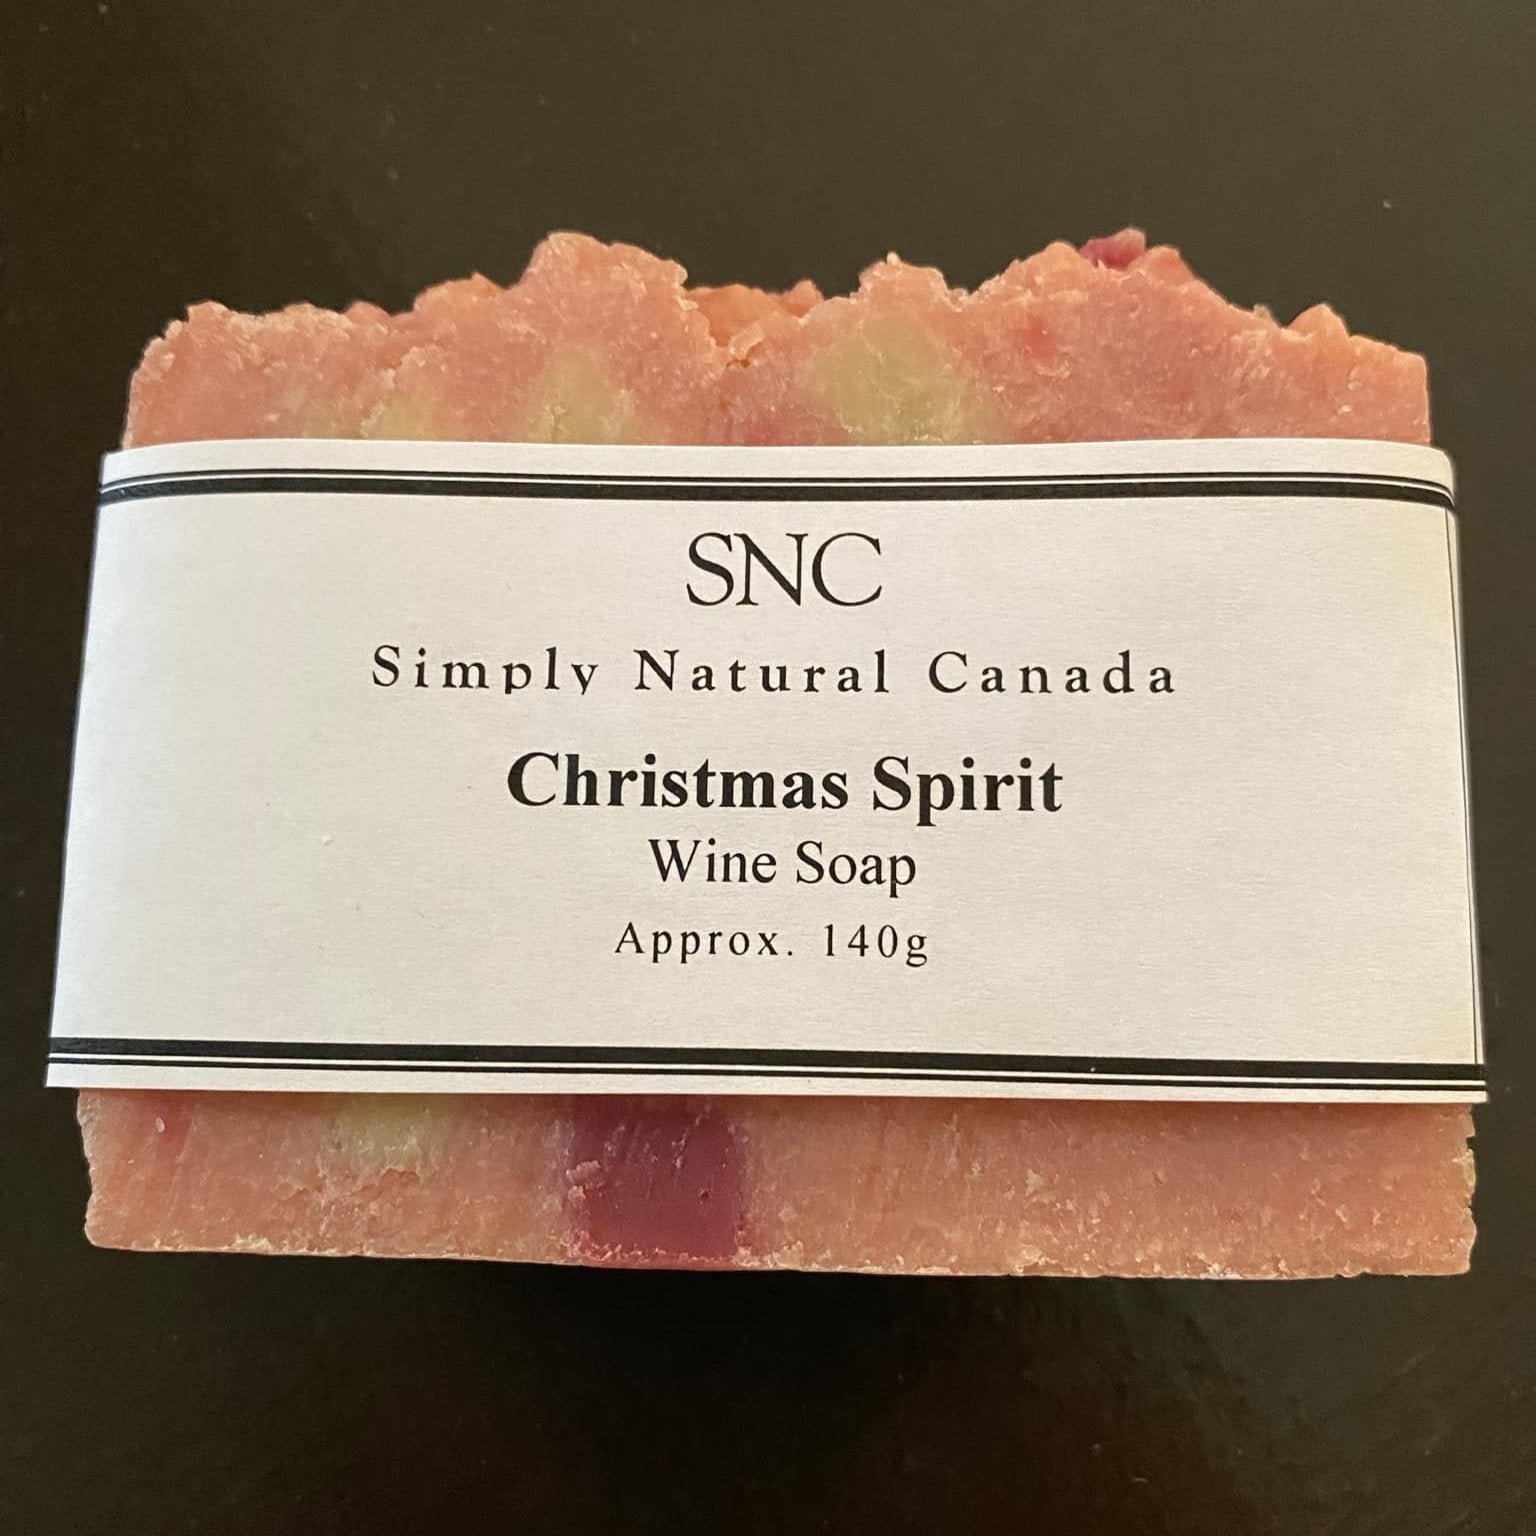 SNC
Simply Natural Canada
Christmas Spirit
Wine Soap
Approx. 140g